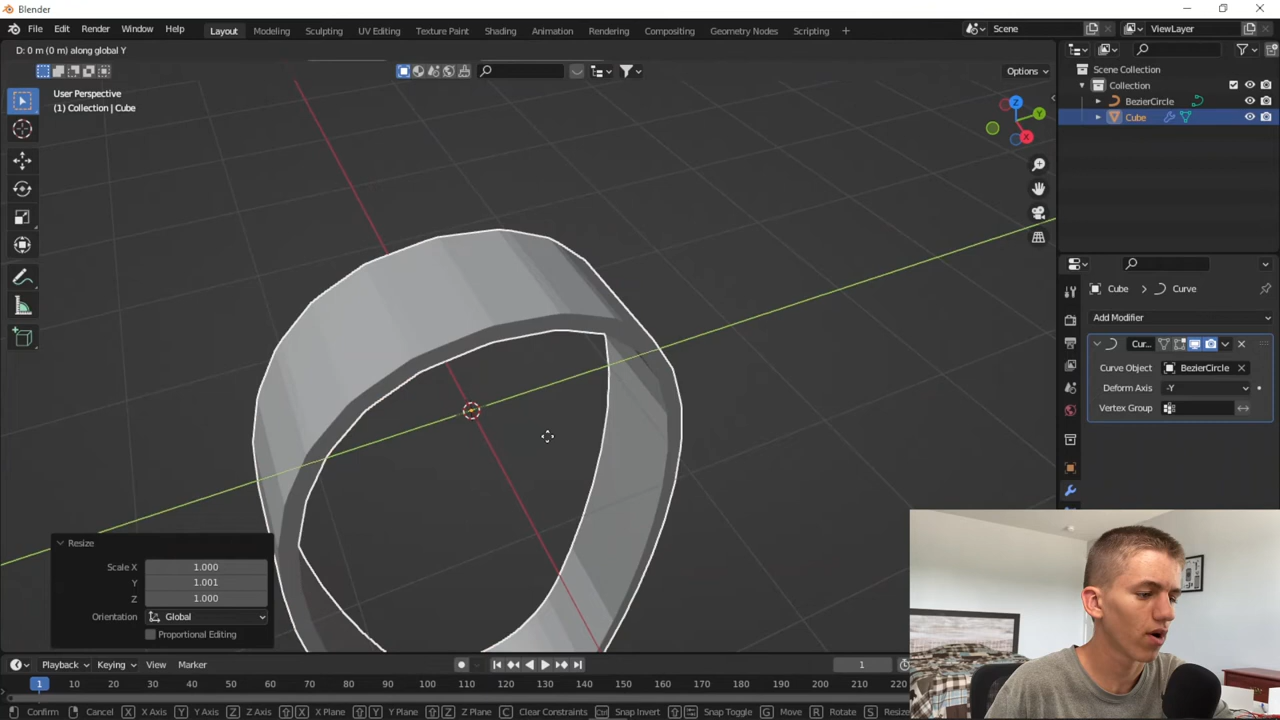 Blender
File Edit Render Window Help Layout Modeling Sculpting UV Editing Texture Paint Shading Animation Rendering Compositing Geometry Nodes Scripting + Scene ViewLayer
D: 0 m (0 m) along global Y
Options
User Perspective
(1) Collection | Cube
Z
Y
X
Scene Collection
Collection
BezierCircle
Cube
Cube > Curve
Add Modifier
Cur...
Curve Object BezierCircle
Deform Axis -Y
Vertex Group
Resize
Scale X 1.000
Y 1.001
Z 1.000
Orientation Global
Proportional Editing
Playback Keying View Marker 1
1 10 20 30 40 50 60 70 80 90 100 110 120 130 140 150 160 170 180 190 200 210 220
Confirm Cancel X X Axis Y Y Axis Z Z Axis X X Plane Y Y Plane Z Z Plane C Clear Constraints Ctrl Snap Invert Snap Toggle G Move R Rotate S Resize